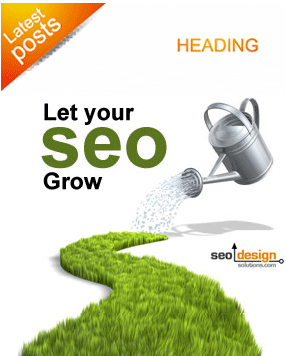 Latest
posts
HEADING
Let your
seo
Grow
seo design
solutions.com